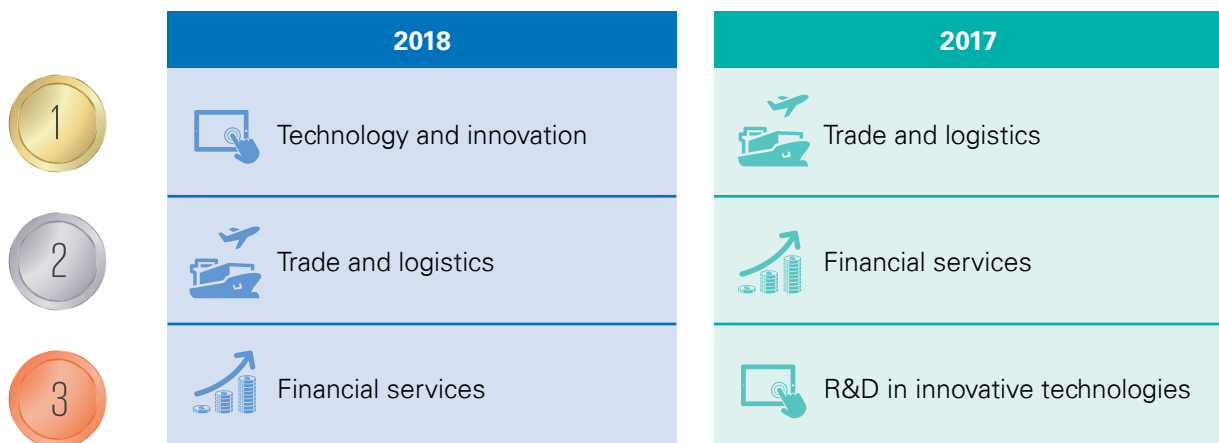 2018
2017
1
Technology and innovation
Trade and logistics
2
Trade and logistics
Financial services
3
Financial services
R&D in innovative technologies